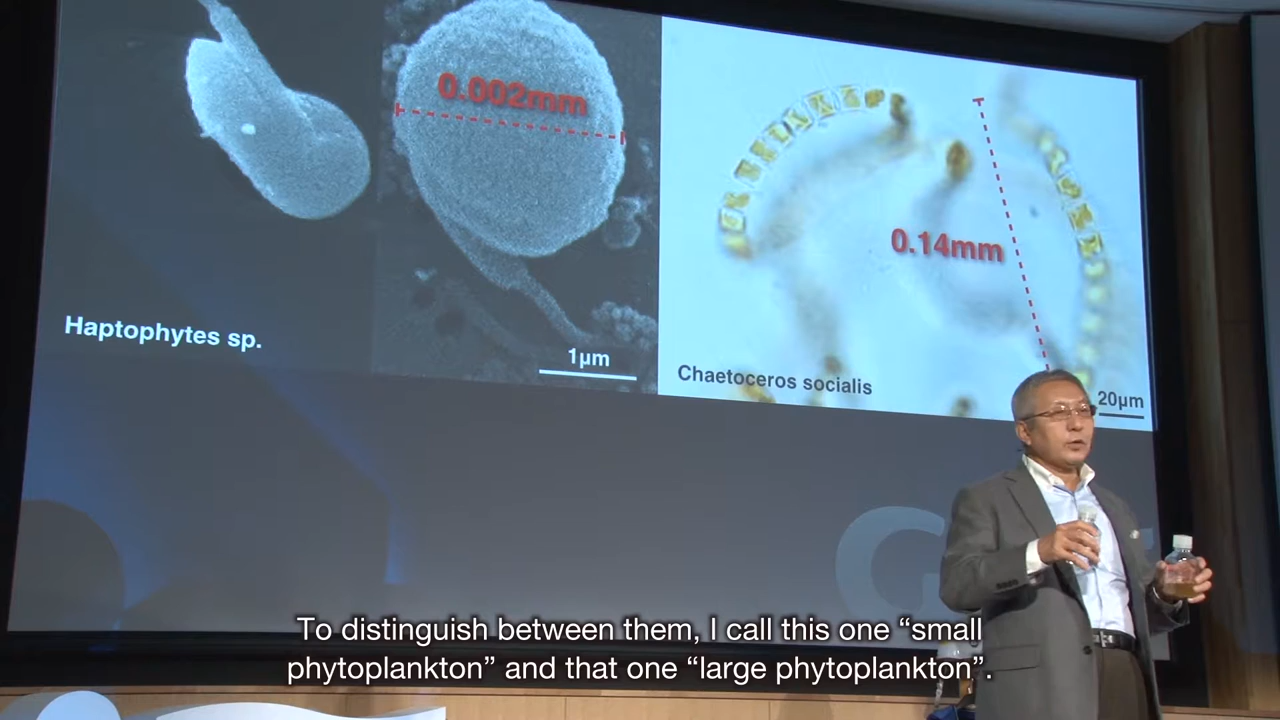 0.002mm
0.14mm
Haptophytes sp.
1μm
Chaetoceros socialis
20μm
To distinguish between them, I call this one “small
phytoplankton” and that one “large phytoplankton”.